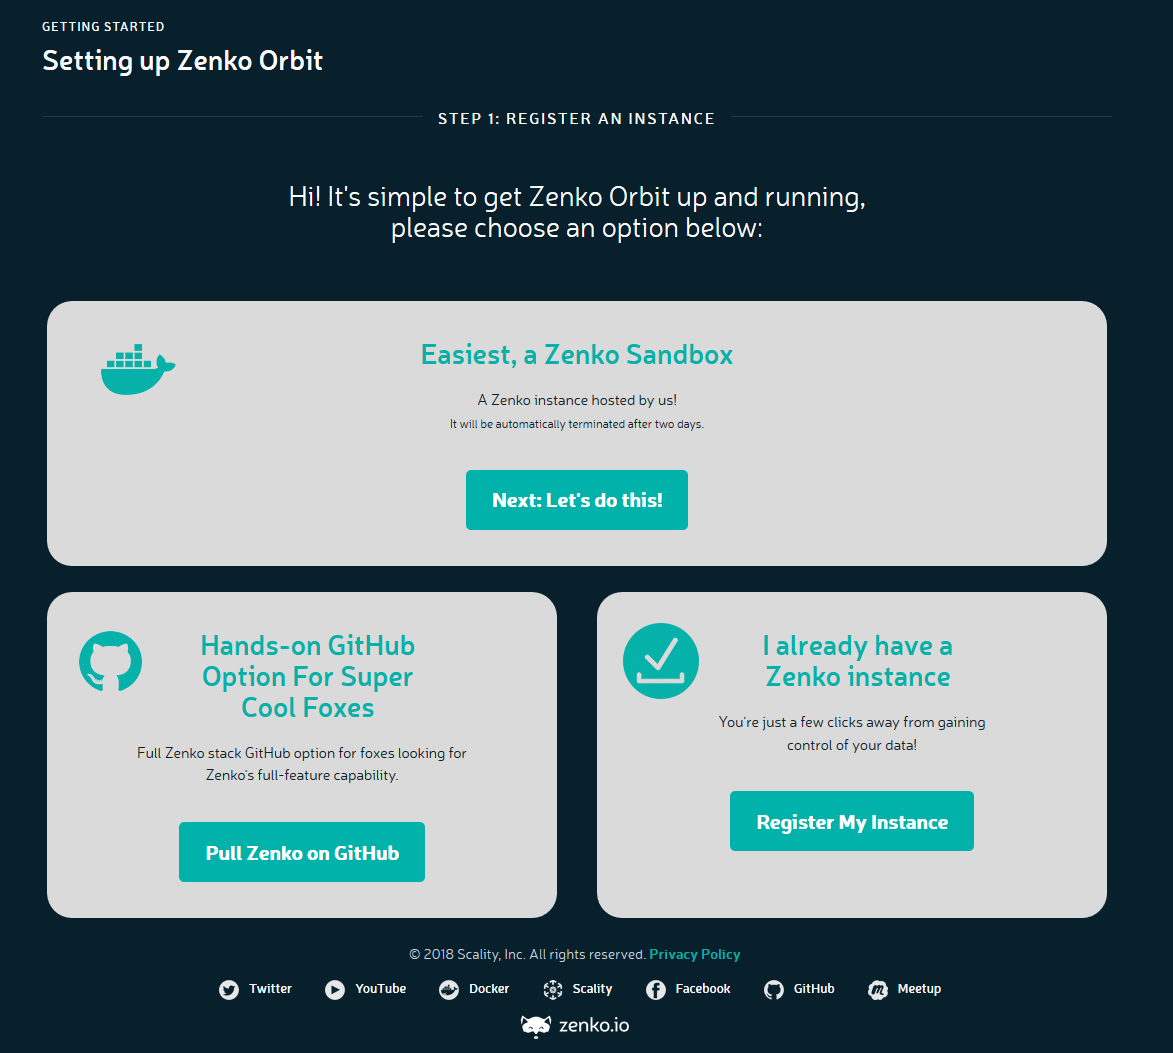 GETTING STARTED
Setting up Zenko Orbit
STEP 1: REGISTER AN INSTANCE
Hi! It's simple to get Zenko Orbit up and running,
please choose an option below:
Easiest, a Zenko Sandbox
A Zenko instance hosted by us!
It will be automatically terminated after two days.
Next: Let's do this!
Hands-on GitHub
Option For Super
Cool Foxes
Full Zenko stack GitHub option for foxes looking for
Zenko's full-feature capability.
Pull Zenko on GitHub
I already have a
Zenko instance
You're just a few clicks away from gaining
control of your data!
Register My Instance
© 2018 Scality, Inc. All rights reserved. Privacy Policy
Twitter YouTube Docker Scality Facebook GitHub Meetup
zenko.io